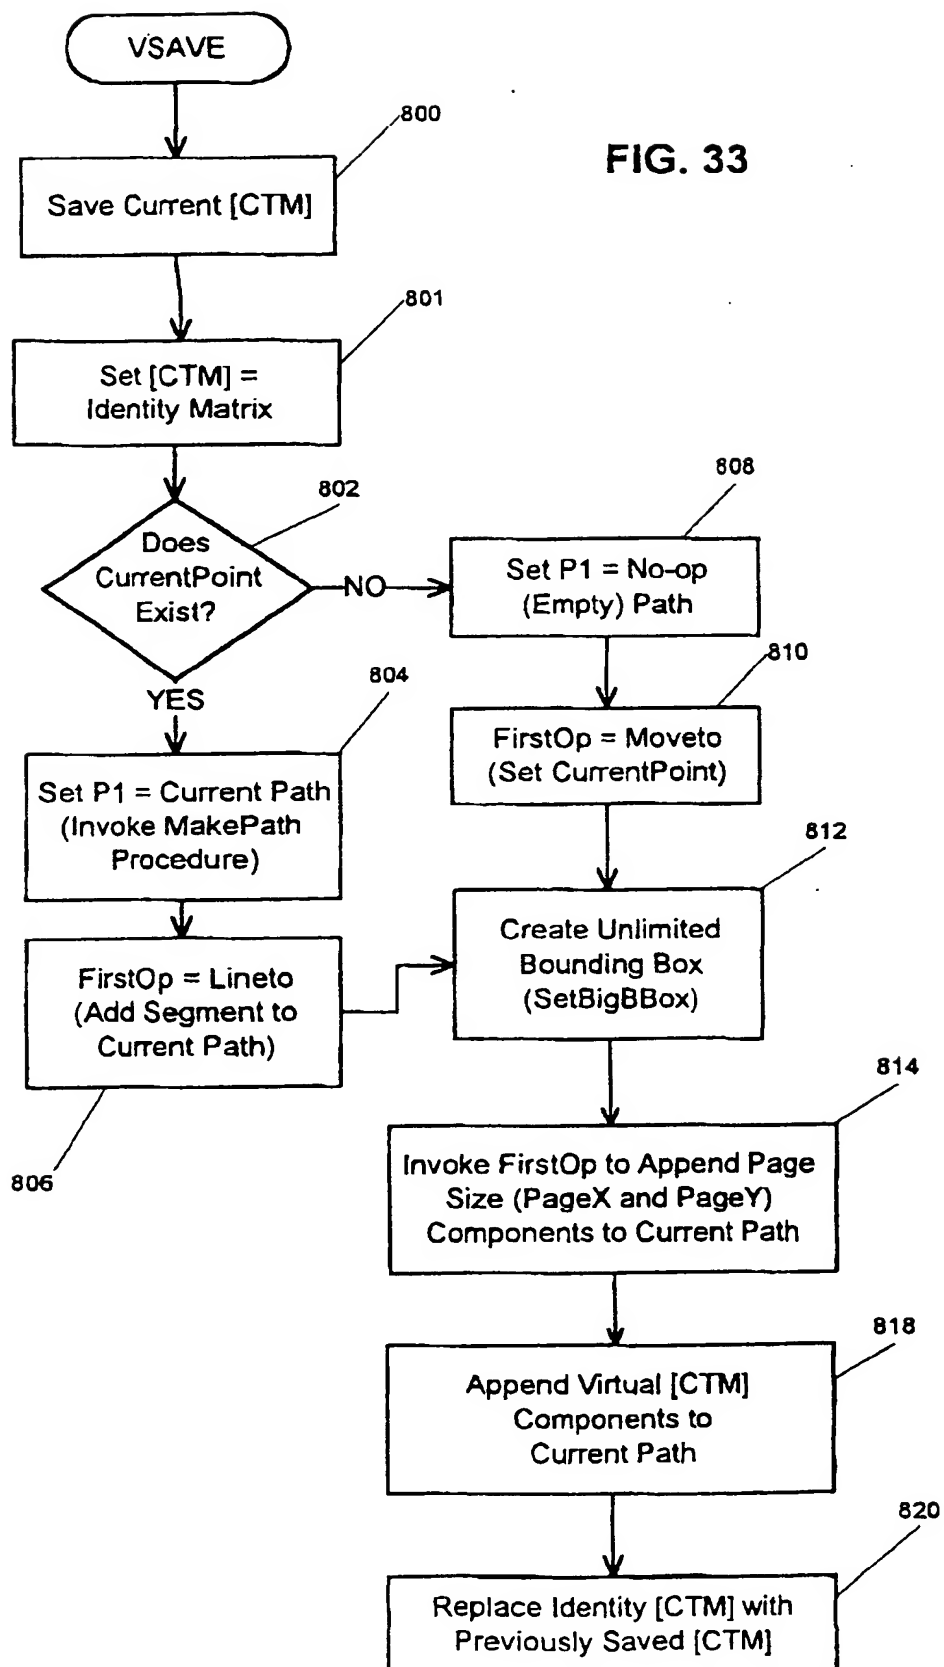 VSAVE
800
FIG. 33
Save Current [CTM]
801
Set [CTM] =
Identity Matrix
802
Does
CurrentPoint
Exist?
NO
808
Set P1 = No-op
(Empty) Path
YES
804
810
FirstOp = Moveto
(Set CurrentPoint)
Set P1 = Current Path
(Invoke MakePath
Procedure)
812
Create Unlimited
Bounding Box
(SetBigBBox)
FirstOp = Lineto
(Add Segment to
Current Path)
806
814
Invoke FirstOp to Append Page
Size (PageX and PageY)
Components to Current Path
818
Append Virtual [CTM]
Components to
Current Path
820
Replace Identity [CTM] with
Previously Saved [CTM]